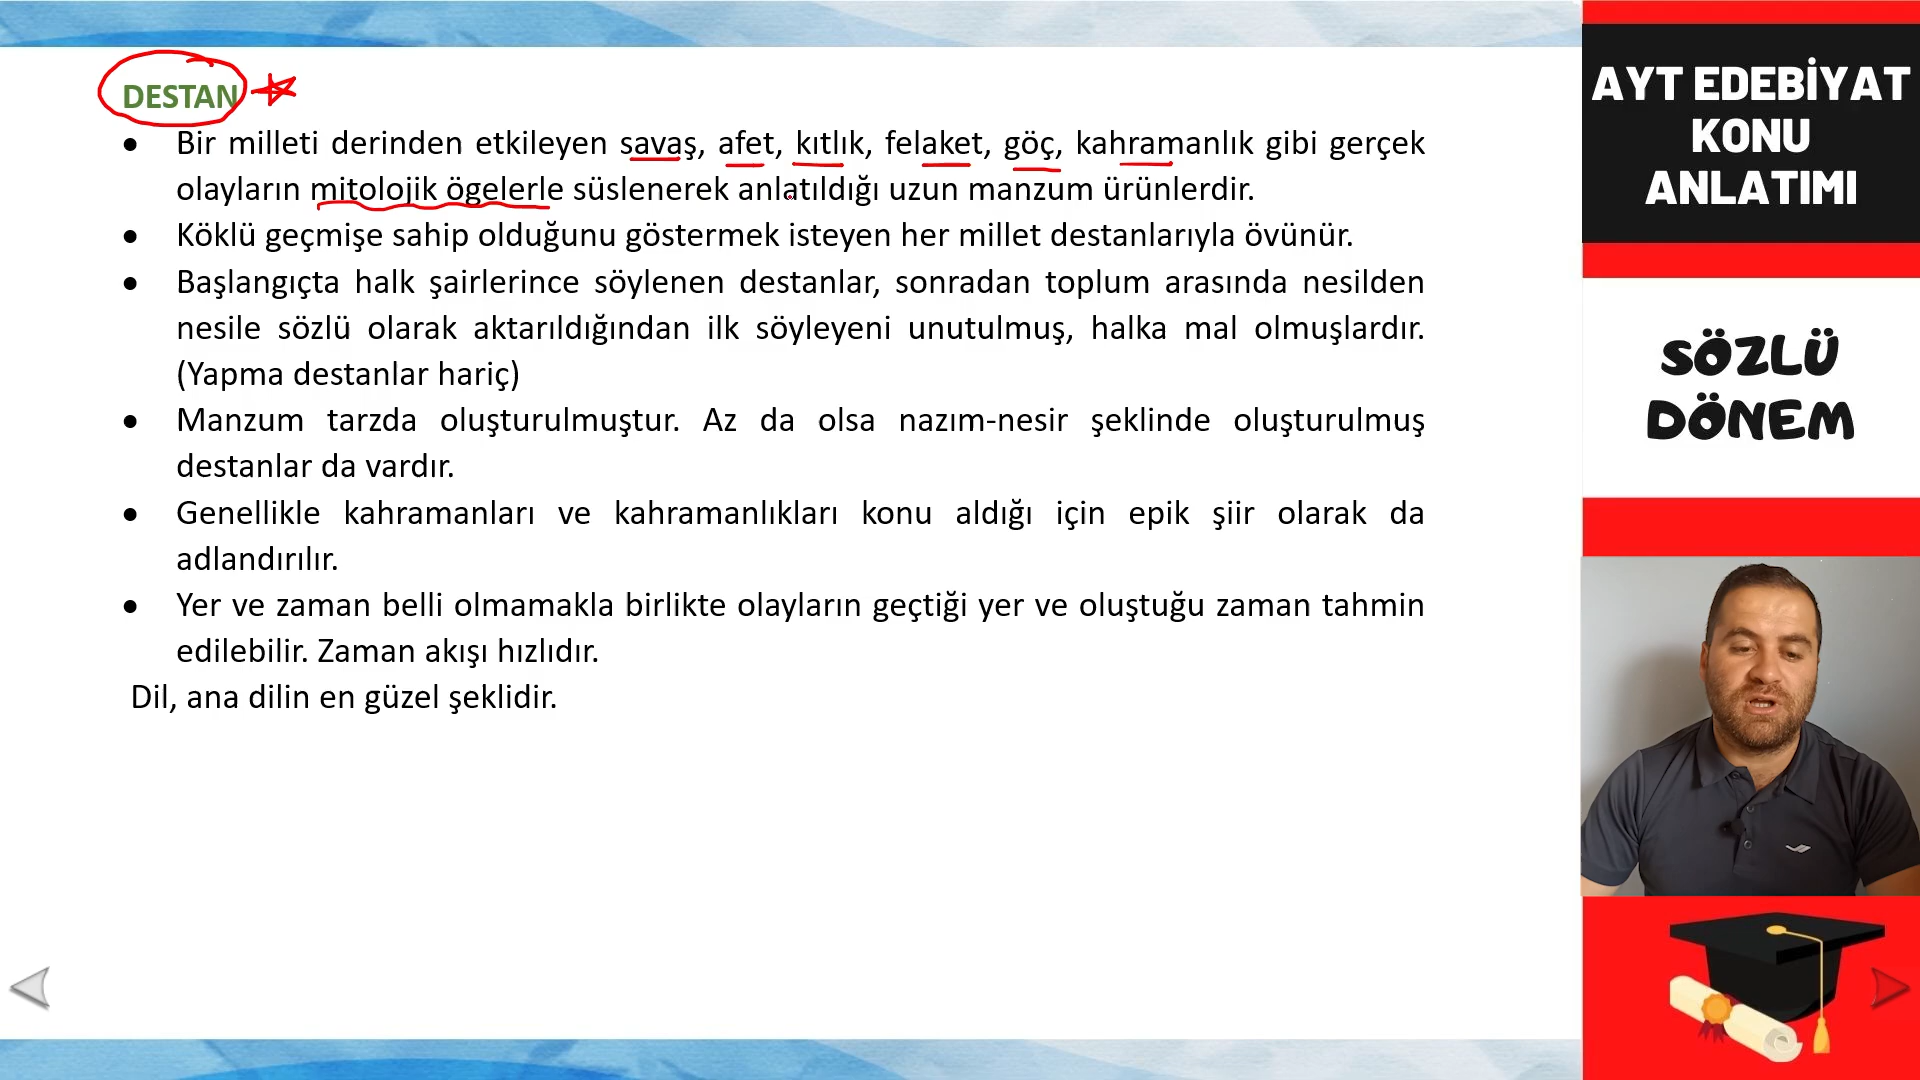 DESTAN
• Bir milleti derinden etkileyen savaş, afet, kıtlık, felaket, göç, kahramanlık gibi gerçek
olayların mitolojik ögelerle süslenerek anlatıldığı uzun manzum ürünlerdir.
• Köklü geçmişe sahip olduğunu göstermek isteyen her millet destanlarıyla övünür.
• Başlangıçta halk şairlerince söylenen destanlar, sonradan toplum arasında nesilden
nesile sözlü olarak aktarıldığından ilk söyleyeni unutulmuş, halka mal olmuşlardır.
(Yapma destanlar hariç)
• Manzum tarzda oluşturulmuştur. Az da olsa nazım-nesir şeklinde oluşturulmuş
destanlar da vardır.
• Genellikle kahramanları ve kahramanlıkları konu aldığı için epik şiir olarak da
adlandırılır.
• Yer ve zaman belli olmamakla birlikte olayların geçtiği yer ve oluştuğu zaman tahmin
edilebilir. Zaman akışı hızlıdır.
Dil, ana dilin en güzel şeklidir.
AYT EDEBİYAT
KONU
ANLATIMI
SÖZLÜ
DÖNEM